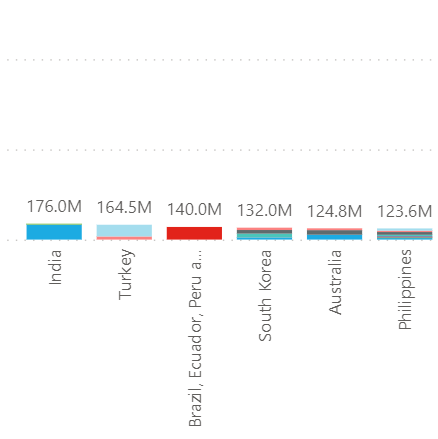 176.0M
164.5M
140.0M
132.0M
124.8M
123.6M
India
Turkey
Brazil, Ecuador, Peru a...
South Korea
Australia
Philippines